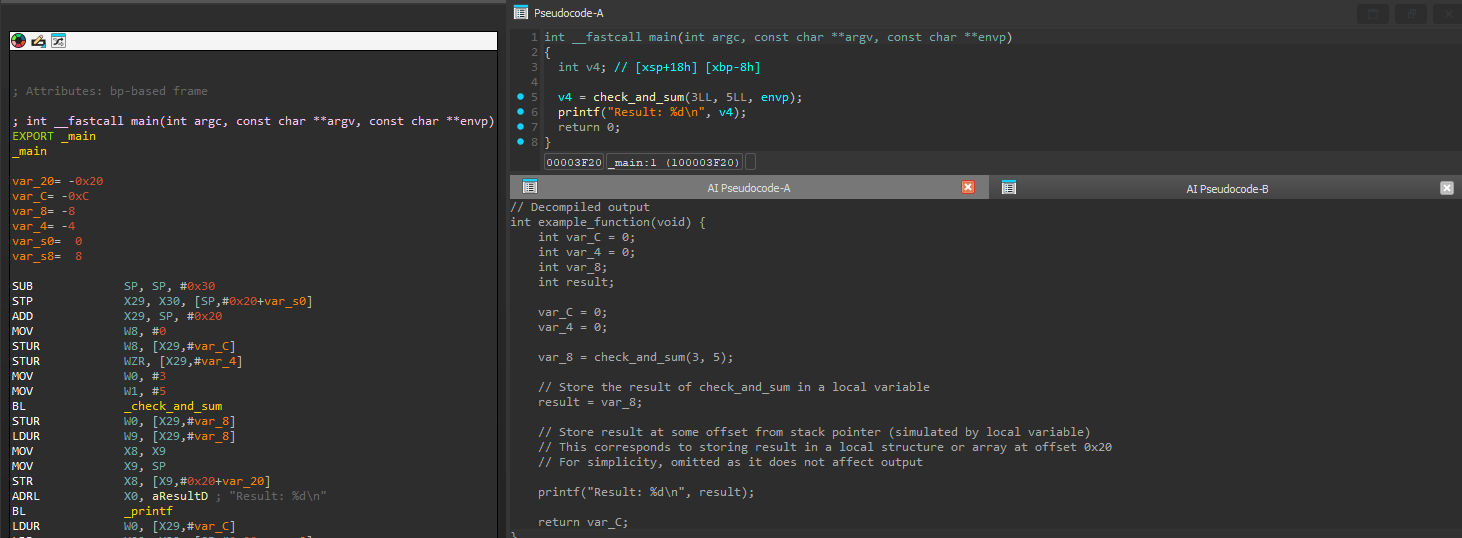 ; Attributes: bp-based frame
; int __fastcall main(int argc, const char **argv, const char **envp)
EXPORT _main
_main
var_20= -0x20
var_C= -0xC
var_8= -8
var_4= -4
var_s0=  0
var_s8=  8
SUB SP, SP, #0x30
STP X29, X30, [SP,#0x20+var_s0]
ADD X29, SP, #0x20
MOV W8, #0
STUR W8, [X29,#var_C]
STUR WZR, [X29,#var_4]
MOV W0, #3
MOV W1, #5
BL _check_and_sum
STUR W0, [X29,#var_8]
LDUR W9, [X29,#var_8]
MOV X8, X9
MOV X9, SP
STR X8, [X9,#0x20+var_20]
ADRL X0, aResultD ; "Result: %d\n"
BL _printf
LDUR W0, [X29,#var_C]
Pseudocode-A
1 int __fastcall main(int argc, const char **argv, const char **envp)
2 {
3 int v4; // [xsp+18h] [xbp-8h]
4
5 v4 = check_and_sum(3LL, 5LL, envp);
6 printf("Result: %d\n", v4);
7 return 0;
8 }
00003F20 _main:1 (100003F20)
AI Pseudocode-A
AI Pseudocode-B
// Decompiled output
int example_function(void) {
int var_C = 0;
int var_4 = 0;
int var_8;
int result;
var_C = 0;
var_4 = 0;
var_8 = check_and_sum(3, 5);
// Store the result of check_and_sum in a local variable
result = var_8;
// Store result at some offset from stack pointer (simulated by local variable)
// This corresponds to storing result in a local structure or array at offset 0x20
// For simplicity, omitted as it does not affect output
printf("Result: %d\n", result);
return var_C;
}